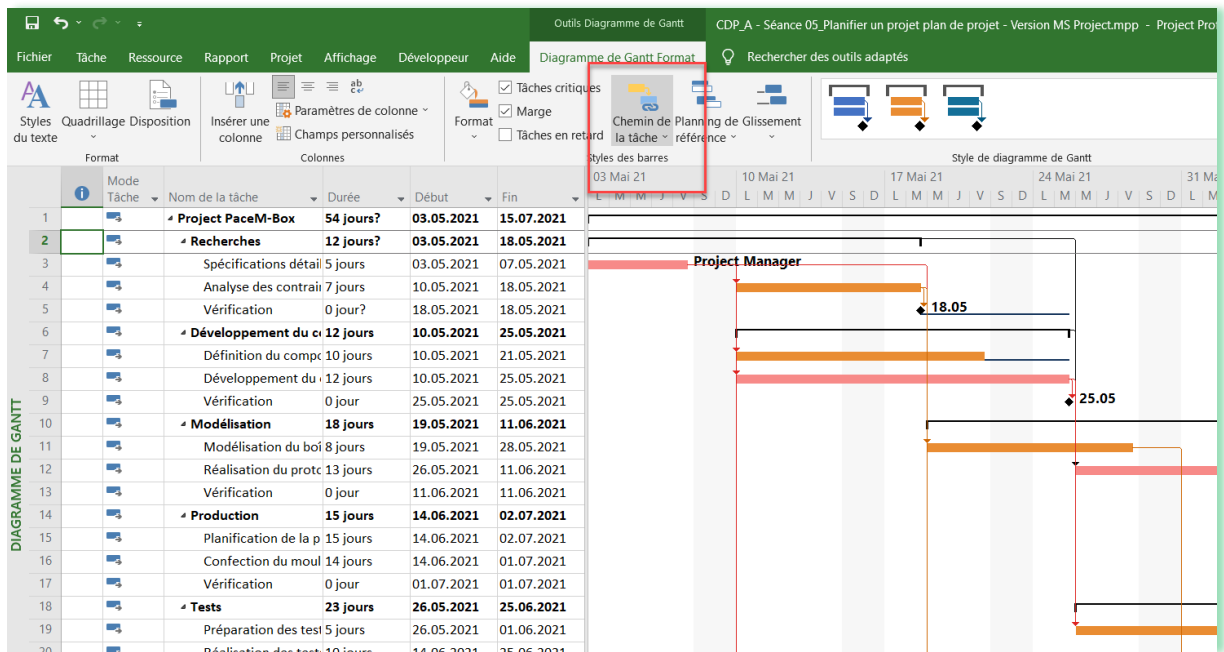 Outils Diagramme de Gantt
CDP_A - Séance 05_Planifier un projet plan de projet - Version MS Project.mpp - Project Pro
Fichier Tâche Ressource Rapport Projet Affichage Développeur Aide Diagramme de Gantt Format Rechercher des outils adaptés
Styles du texte
Quadrillage
Disposition
Format
Insérer une colonne
Paramètres de colonne
Champs personnalisés
Colonnes
Format
Tâches critiques
Marge
Tâches en retard
Chemin de la tâche
Planning de référence
Glissement
Styles des barres
Style de diagramme de Gantt
Mode Tâche Nom de la tâche Durée Début Fin
03 Mai 21 10 Mai 21 17 Mai 21 24 Mai 21 31 Ma
L M M J V S D L M M J V S D L M M J V S D L M M J V S D L M
1 Project PaceM-Box 54 jours? 03.05.2021 15.07.2021
2 Recherches 12 jours? 03.05.2021 18.05.2021
3 Spécifications détail 5 jours 03.05.2021 07.05.2021 Project Manager
4 Analyse des contrain 7 jours 10.05.2021 18.05.2021
5 Vérification 0 jour? 18.05.2021 18.05.2021 18.05
6 Développement du co 12 jours 10.05.2021 25.05.2021
7 Définition du compo 10 jours 10.05.2021 21.05.2021
8 Développement du 12 jours 10.05.2021 25.05.2021
9 Vérification 0 jour 25.05.2021 25.05.2021 25.05
10 Modélisation 18 jours 19.05.2021 11.06.2021
11 Modélisation du boî 8 jours 19.05.2021 28.05.2021
12 Réalisation du proto 13 jours 26.05.2021 11.06.2021
13 Vérification 0 jour 11.06.2021 11.06.2021
14 Production 15 jours 14.06.2021 02.07.2021
15 Planification de la p 15 jours 14.06.2021 02.07.2021
16 Confection du moul 14 jours 14.06.2021 01.07.2021
17 Vérification 0 jour 01.07.2021 01.07.2021
18 Tests 23 jours 26.05.2021 25.06.2021
19 Préparation des test 5 jours 26.05.2021 01.06.2021
20 Réalisation des test 10 jours 14.06.2021 25.06.2021
DIAGRAMME DE GANTT